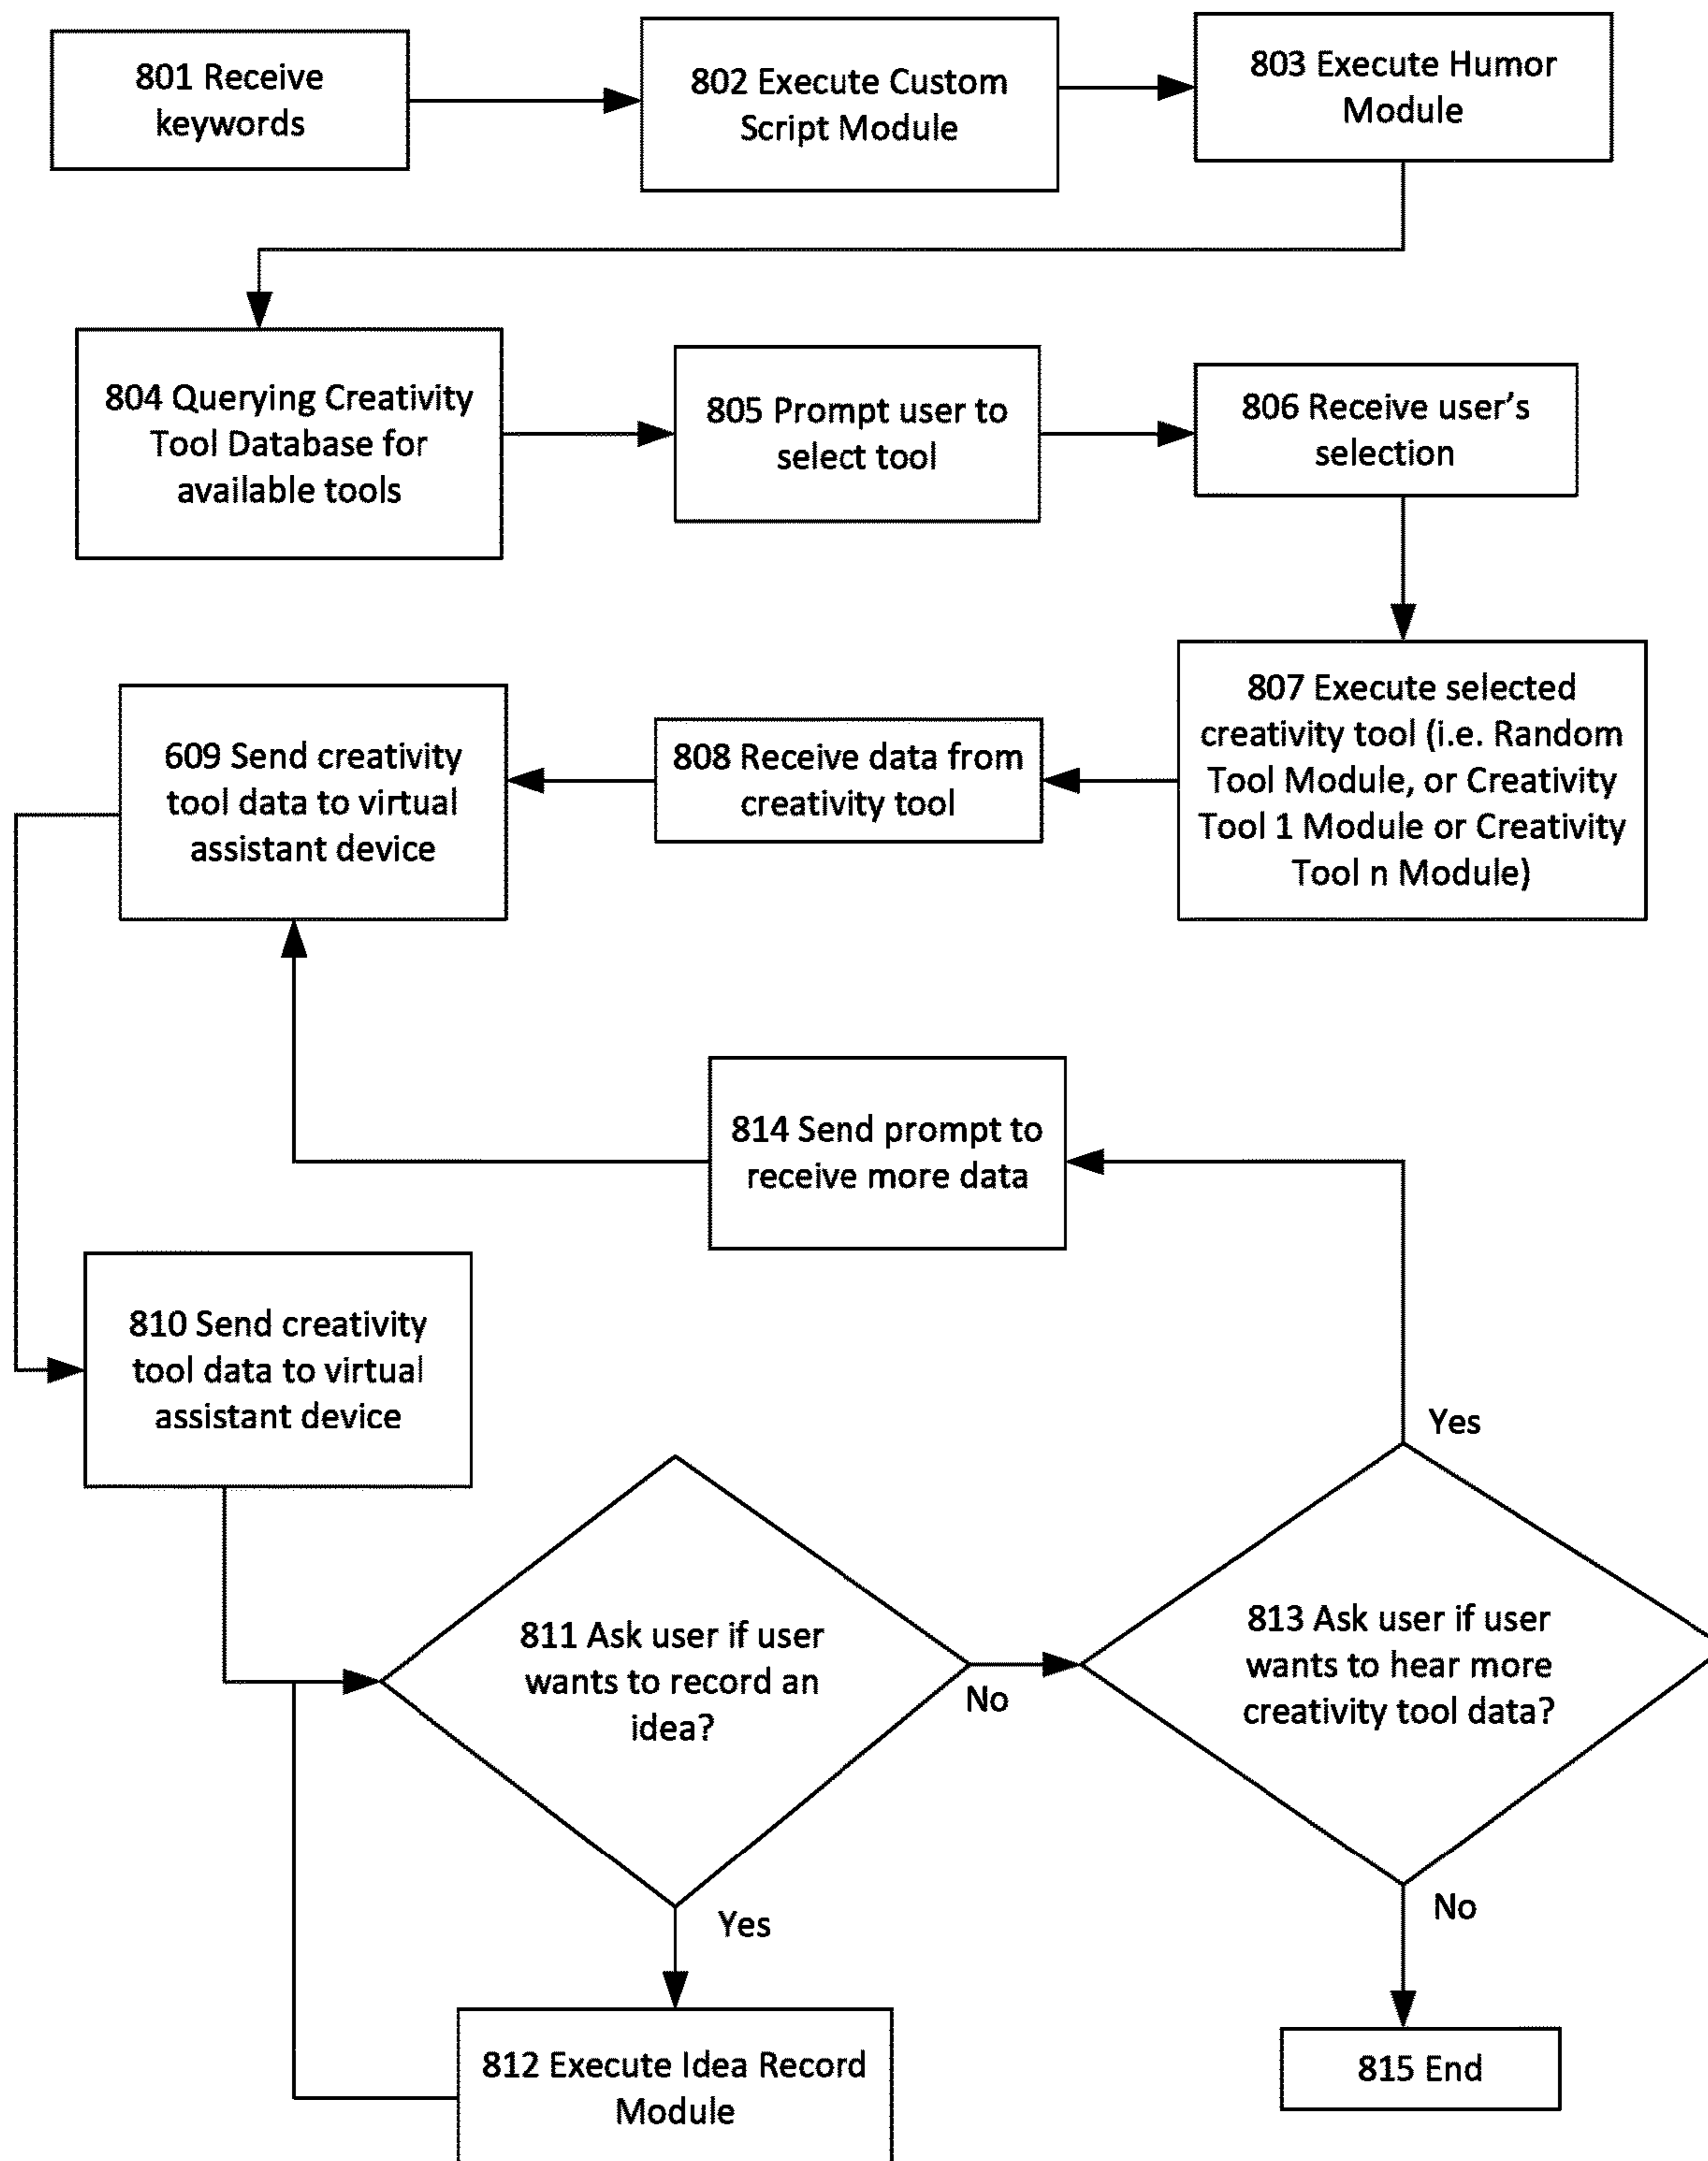 801 Receive
keywords
802 Execute Custom
Script Module
803 Execute Humor
Module
804 Querying Creativity
Tool Database for
available tools
805 Prompt user to
select tool
806 Receive user’s
selection
807 Execute selected
creativity tool (i.e. Random
Tool Module, or Creativity
Tool 1 Module or Creativity
Tool n Module)
808 Receive data from
creativity tool
609 Send creativity
tool data to virtual
assistant device
814 Send prompt to
receive more data
810 Send creativity
tool data to virtual
assistant device
811 Ask user if user
wants to record an
idea?
No
Yes
813 Ask user if user
wants to hear more
creativity tool data?
Yes
No
812 Execute Idea Record
Module
815 End